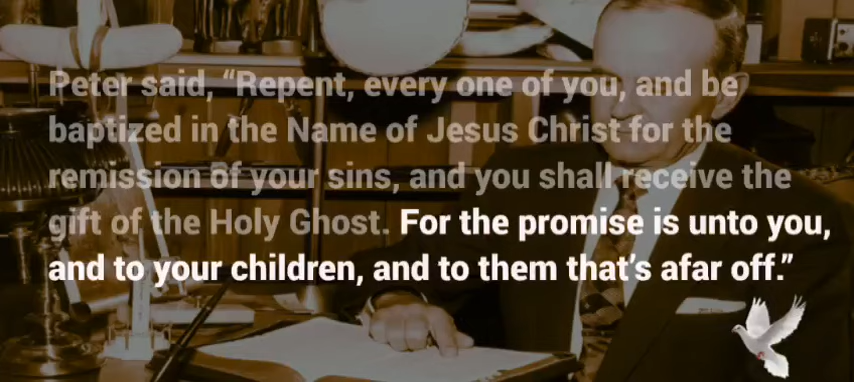 Peter said, “Repent, every one of you, and be
baptized in the Name of Jesus Christ for the
remission of your sins, and you shall receive the
gift of the Holy Ghost. For the promise is unto you,
and to your children, and to them that’s afar off.”